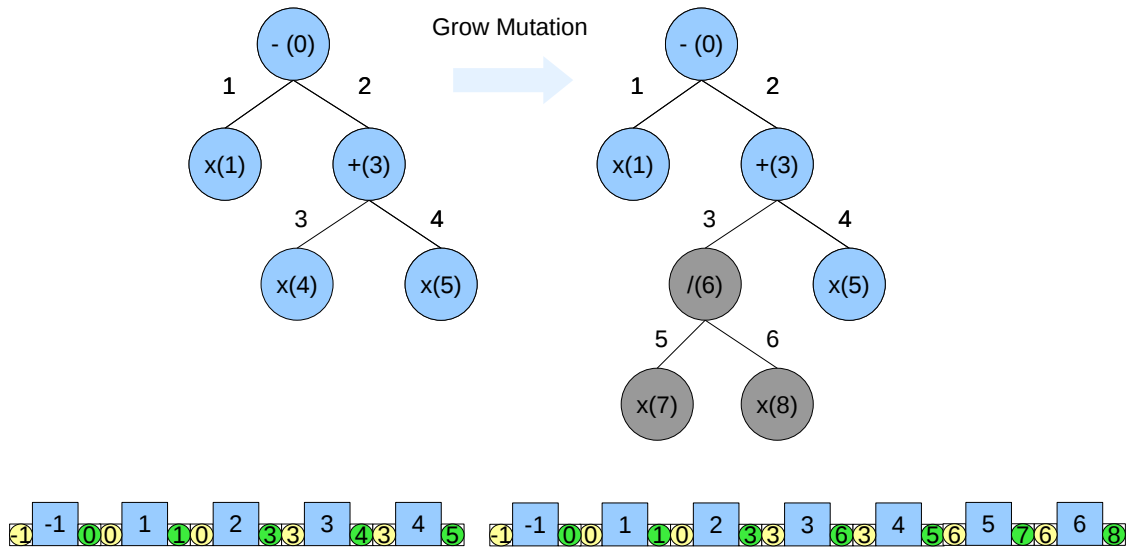 Grow Mutation
- (0) - (0)
1 2 1 2
x(1) +(3) x(1) +(3)
3 4 3 4
x(4) x(5) /(6) x(5)
5 6
x(7) x(8)
-1 -1 0 0 1 1 0 2 3 3 3 4 3 4 5 -1 -1 0 0 1 1 0 2 3 3 3 6 3 4 5 6 5 7 6 6 8